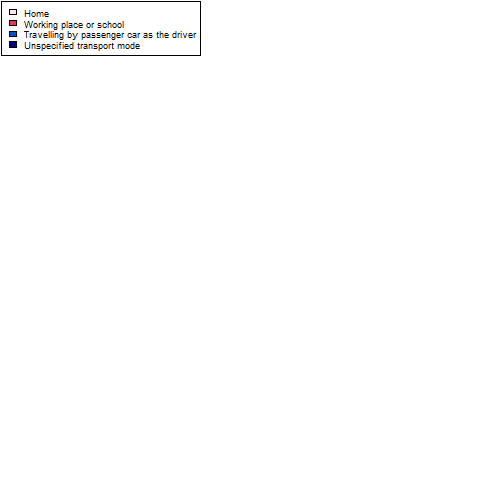 Home
Working place or school
Travelling by passenger car as the driver
Unspecified transport mode